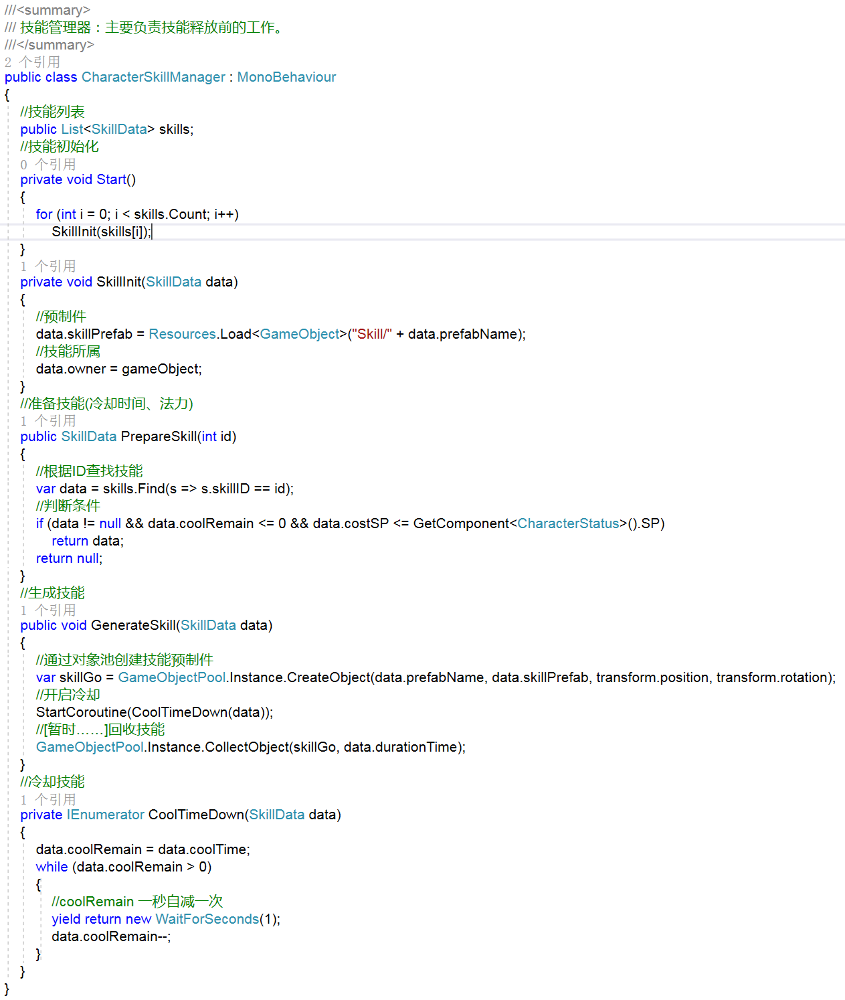 ///<summary>
/// 技能管理器：主要负责技能释放前的工作。
///</summary>
2 个引用
public class CharacterSkillManager : MonoBehaviour
{
//技能列表
public List<SkillData> skills;
//技能初始化
0 个引用
private void Start()
{
for (int i = 0; i < skills.Count; i++)
SkillInit(skills[i]);
}
1 个引用
private void SkillInit(SkillData data)
{
//预制件
data.skillPrefab = Resources.Load<GameObject>("Skill/" + data.prefabName);
//技能所属
data.owner = gameObject;
}
//准备技能(冷却时间、法力)
1 个引用
public SkillData PrepareSkill(int id)
{
//根据ID查找技能
var data = skills.Find(s => s.skillID == id);
//判断条件
if (data != null && data.coolRemain <= 0 && data.costSP <= GetComponent<CharacterStatus>().SP)
return data;
return null;
}
//生成技能
1 个引用
public void GenerateSkill(SkillData data)
{
//通过对象池创建技能预制件
var skillGo = GameObjectPool.Instance.CreateObject(data.prefabName, data.skillPrefab, transform.position, transform.rotation);
//开启冷却
StartCoroutine(CoolTimeDown(data));
//[暂时……]回收技能
GameObjectPool.Instance.CollectObject(skillGo, data.durationTime);
}
//冷却技能
1 个引用
private IEnumerator CoolTimeDown(SkillData data)
{
data.coolRemain = data.coolTime;
while (data.coolRemain > 0)
{
//coolRemain 一秒自减一次
yield return new WaitForSeconds(1);
data.coolRemain--;
}
}
}